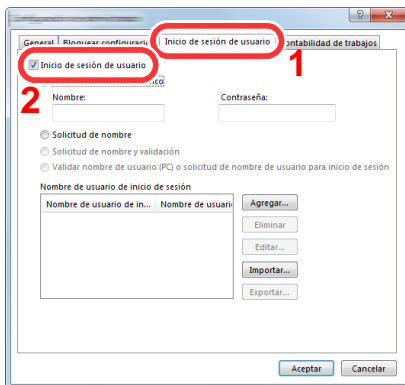 General
Bloquear configuración
Inicio de sesión de usuario
Contabilidad de trabajos
1
Inicio de sesión de usuario
2
Nombre:
Contraseña:
Solicitud de nombre
Solicitud de nombre y validación
Validar nombre de usuario (PC) o solicitud de nombre de usuario para inicio de sesión
Nombre de usuario de inicio de sesión
Nombre de usuario de in...
Nombre de usuari
Agregar...
Eliminar
Editar...
Importar...
Exportar...
Aceptar
Cancelar